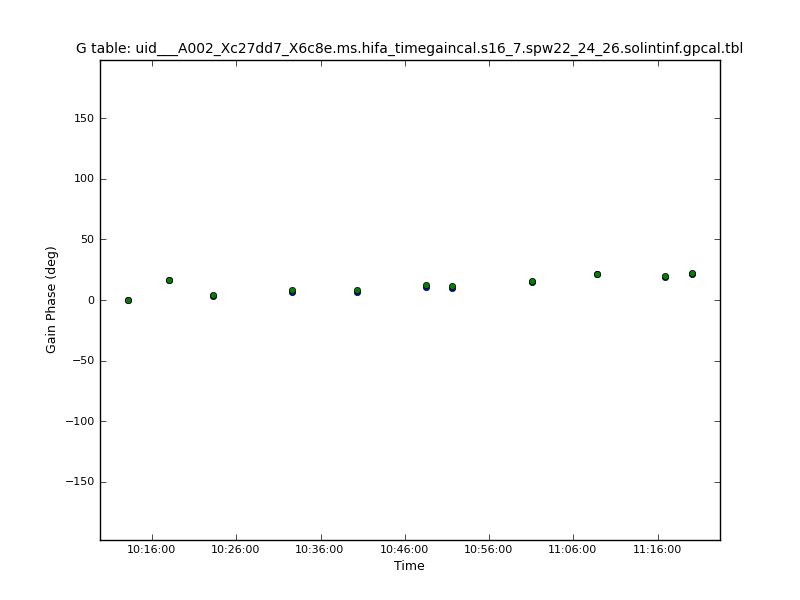 G table: uid___A002_Xc27dd7_X6c8e.ms.hifa_timegaincal.s16_7.spw22_24_26.solintinf.gpcal.tbl
150
100
50
0
−50
−100
−150
Gain Phase (deg)
10:16:00 10:26:00 10:36:00 10:46:00 10:56:00 11:06:00 11:16:00
Time